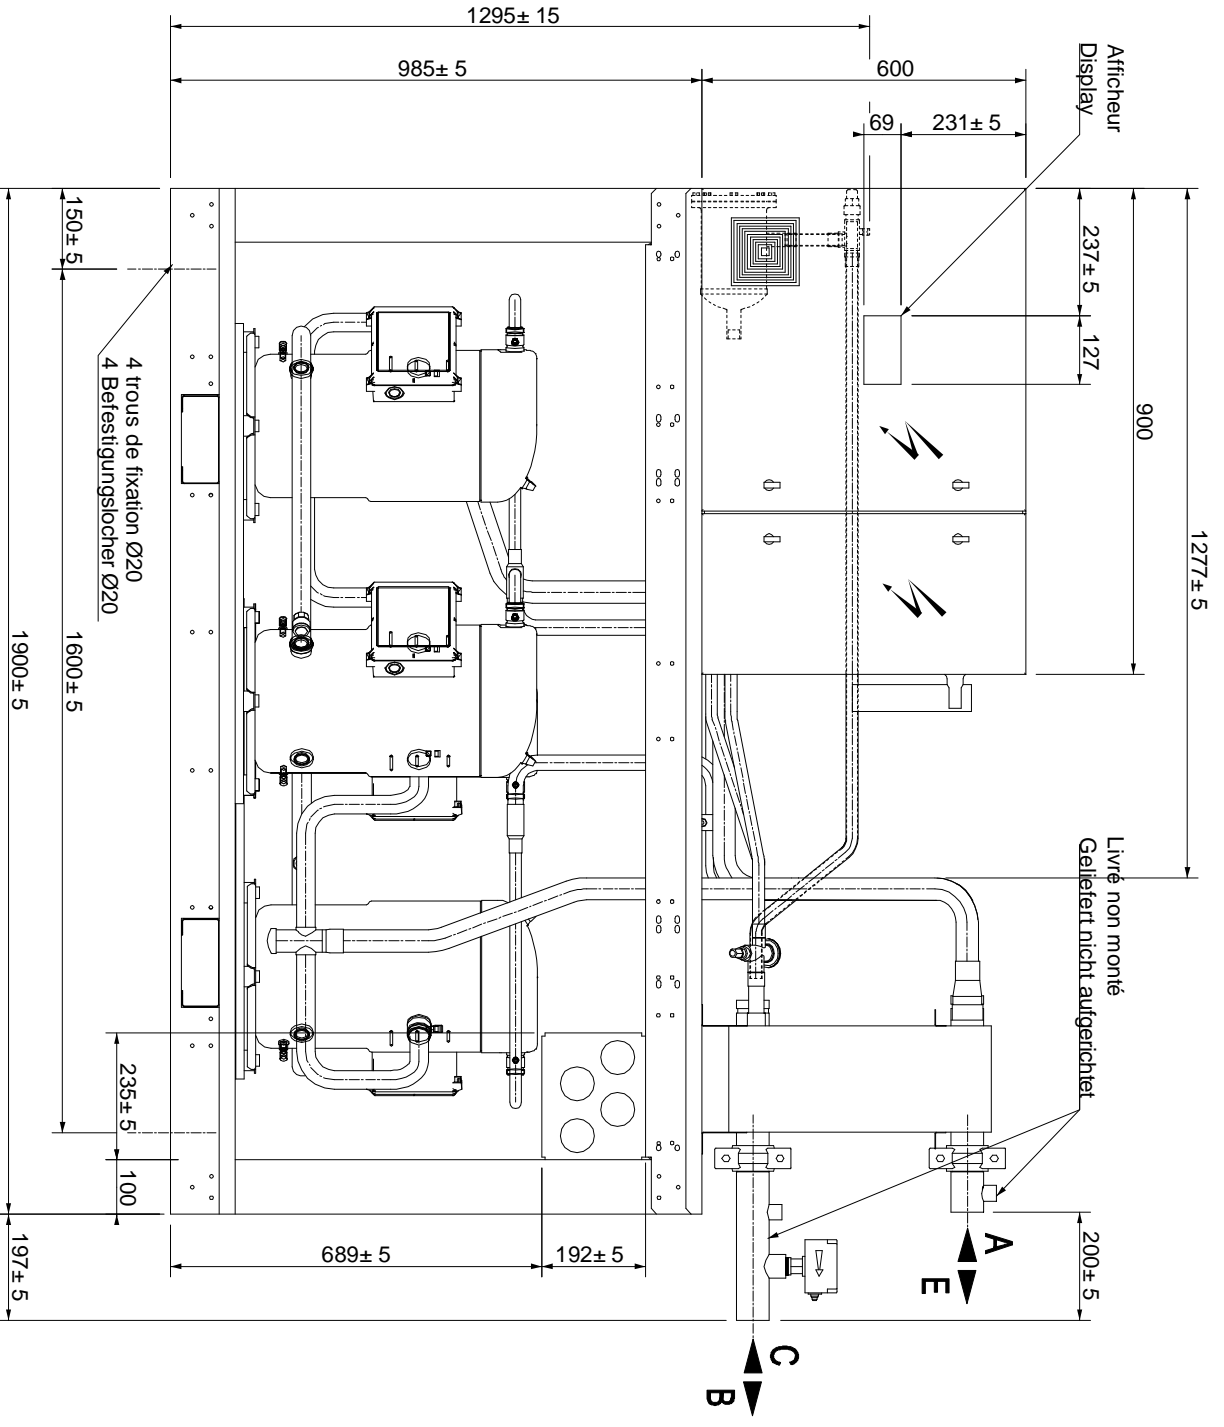 1295± 15
985± 5
600
69
231± 5
Afficheur
Display
237± 5
127
900
1277± 5
150± 5
1600± 5
1900± 5
4 trous de fixation Ø20
4 Befestigungslocher Ø20
Livré non monté
Geliefert nicht aufgerichtet
235± 5
100
197± 5
689± 5
192± 5
200± 5
A
E
C
B